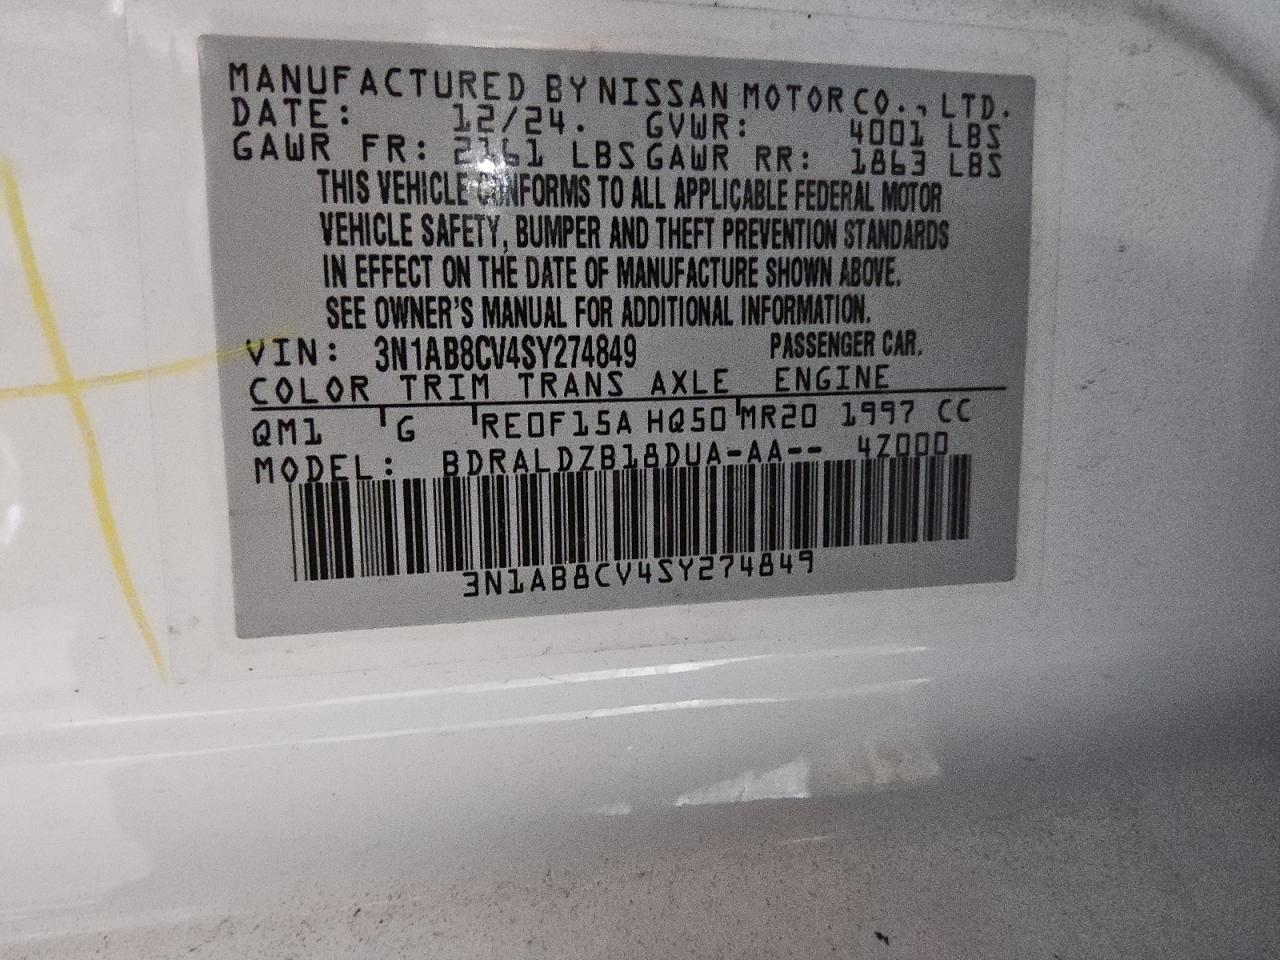 MANUFACTURED BY NISSAN MOTOR CO., LTD.
DATE: 12/24. GVWR: 4001 LBS
GAWR FR: 2161 LBS GAWR RR: 1863 LBS
THIS VEHICLE CONFORMS TO ALL APPLICABLE FEDERAL MOTOR
VEHICLE SAFETY, BUMPER AND THEFT PREVENTION STANDARDS
IN EFFECT ON THE DATE OF MANUFACTURE SHOWN ABOVE.
SEE OWNER'S MANUAL FOR ADDITIONAL INFORMATION.
VIN: 3N1AB8CV4SY274849 PASSENGER CAR.
COLOR TRIM TRANS AXLE ENGINE
QM1 G RE0F15A HQ50 MR20 1997 CC
MODEL: BDRALDZB18DUA-AA-- 4Z000
3N1AB8CV4SY274849